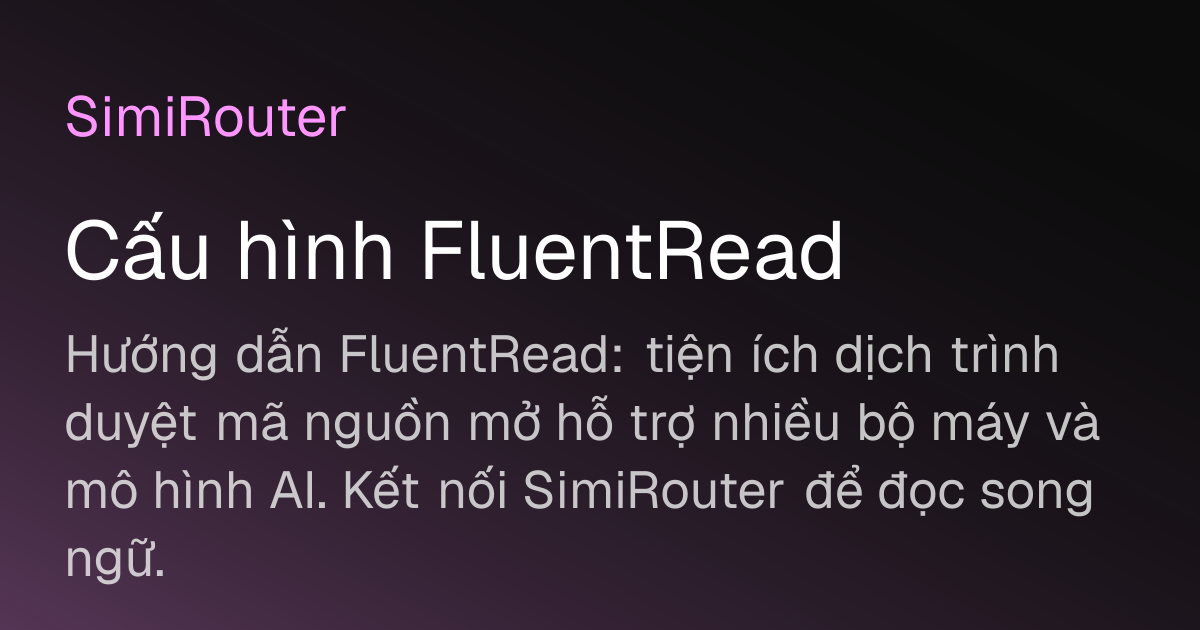 SimiRouter
Cấu hình FluentRead
Hướng dẫn FluentRead: tiện ích dịch trình
duyệt mã nguồn mở hỗ trợ nhiều bộ máy và
mô hình AI. Kết nối SimiRouter để đọc song
ngữ.